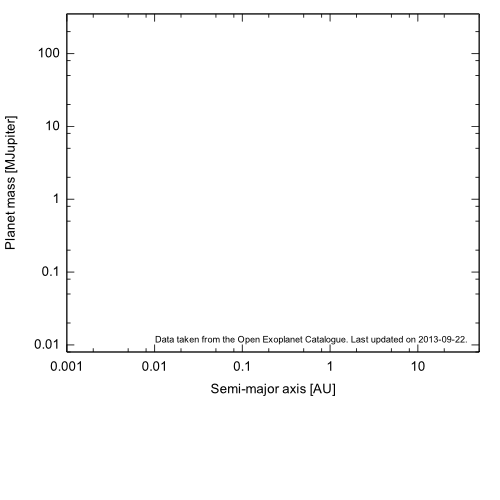 100
10
1
0.1
0.01
Planet mass [MJupiter]
Data taken from the Open Exoplanet Catalogue. Last updated on 2013-09-22.
0.001 0.01 0.1 1 10
Semi-major axis [AU]